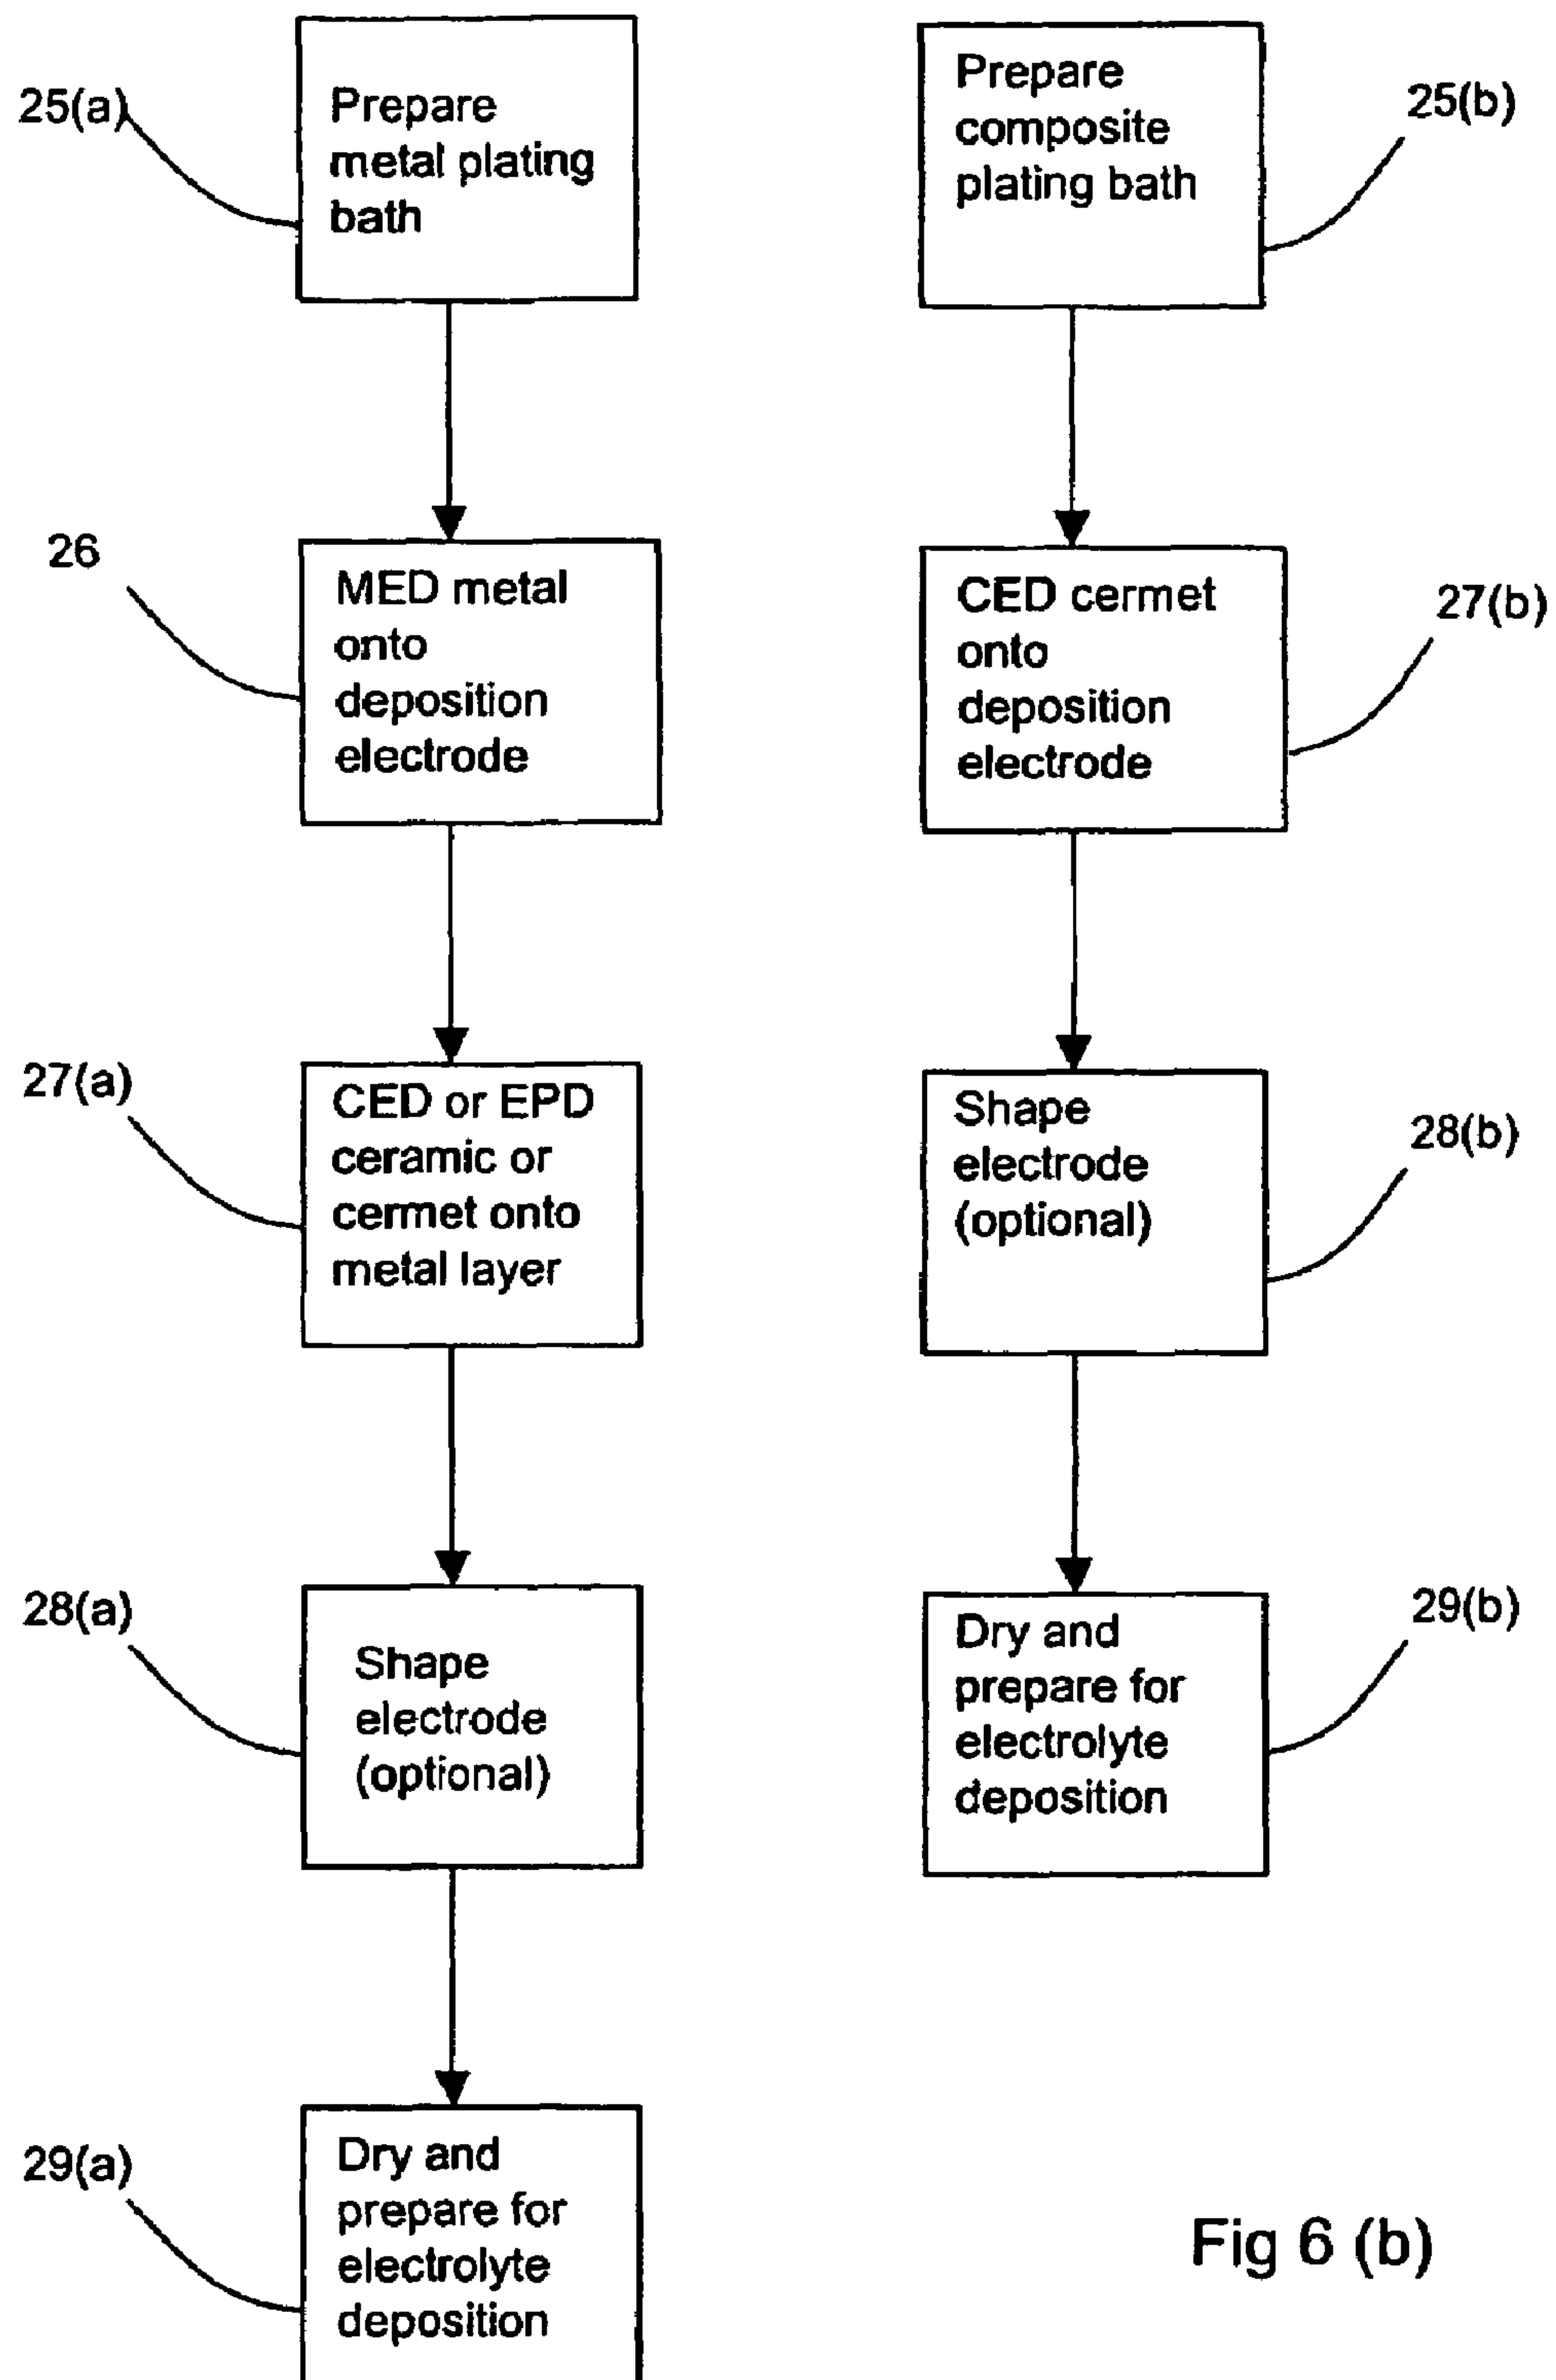 25(a)
Prepare
metal plating
bath
26
MED metal
onto
deposition
electrode
27(a)
CED or EPD
ceramic or
cermet onto
metal layer
28(a)
Shape
electrode
(optional)
29(a)
Dry and
prepare for
electrolyte
deposition
Prepare
composite
plating bath
25(b)
CED cermet
onto
deposition
electrode
27(b)
Shape
electrode
(optional)
28(b)
Dry and
prepare for
electrolyte
deposition
29(b)
Fig 6 (b)